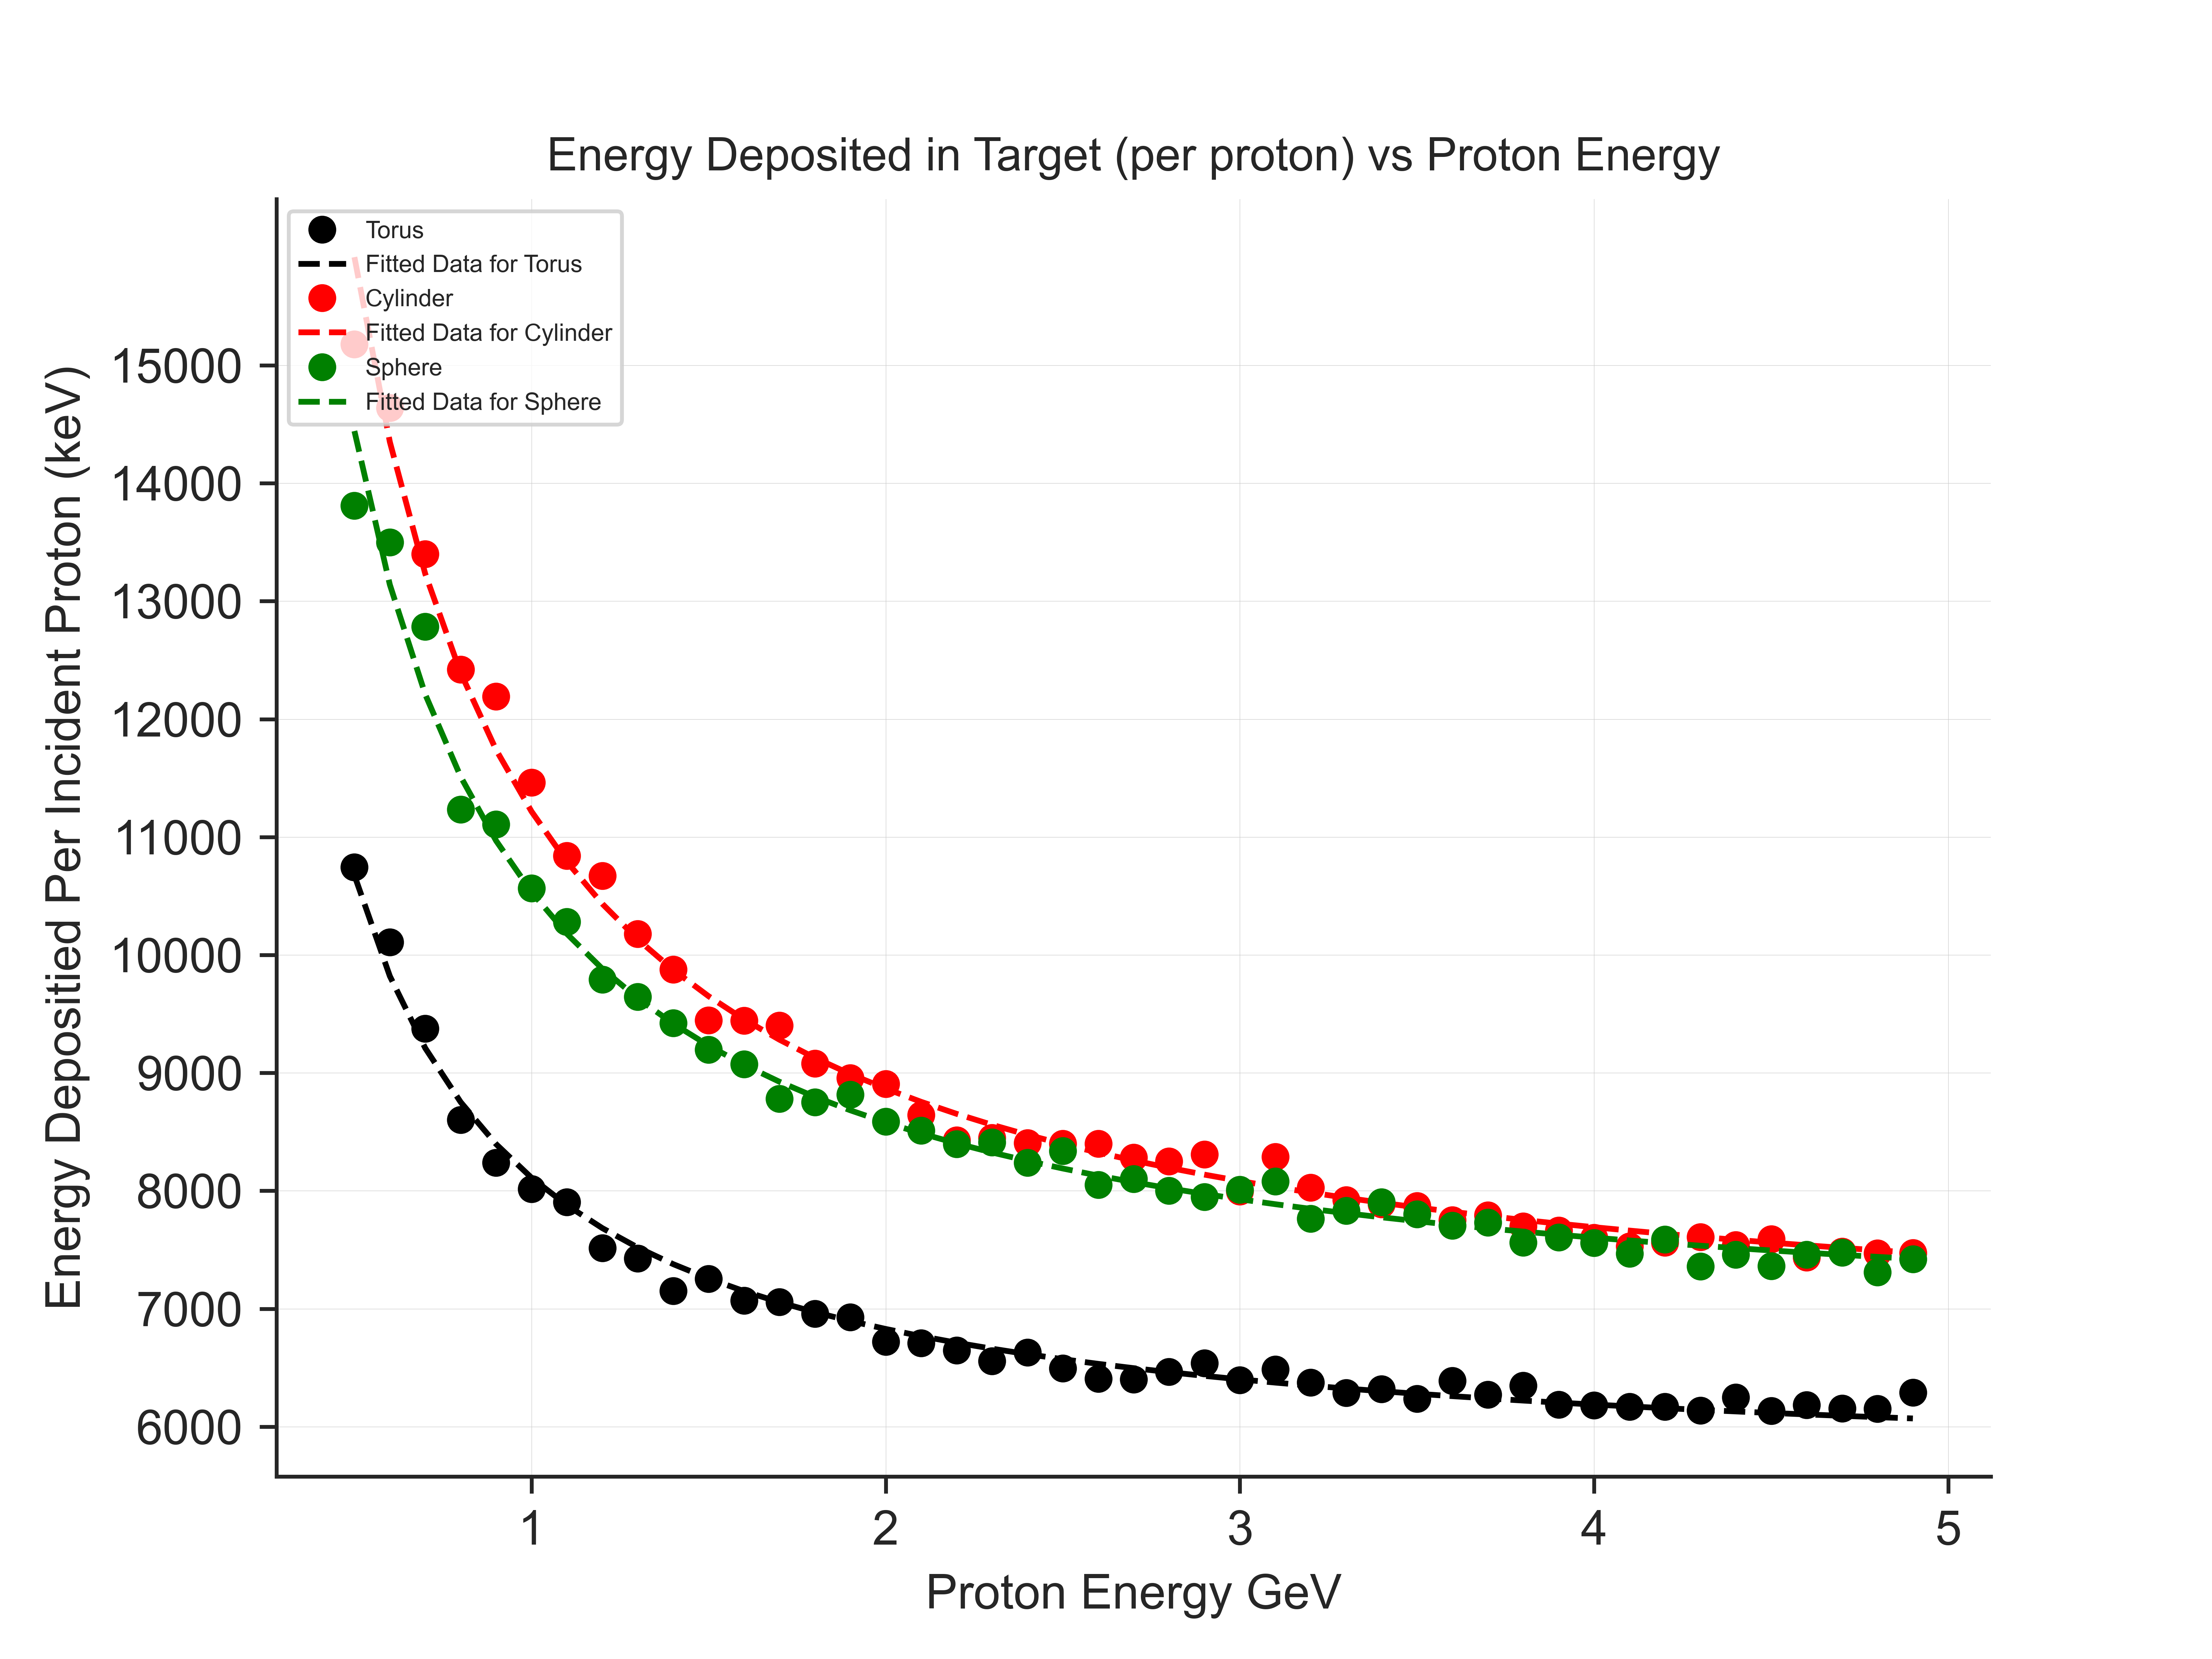 Energy Deposited in Target (per proton) vs Proton Energy
Torus
Fitted Data for Torus
Cylinder
Fitted Data for Cylinder
Sphere
Fitted Data for Sphere
Energy Depositied Per Incident Proton (keV)
15000
14000
13000
12000
11000
10000
9000
8000
7000
6000
1 2 3 4 5
Proton Energy GeV